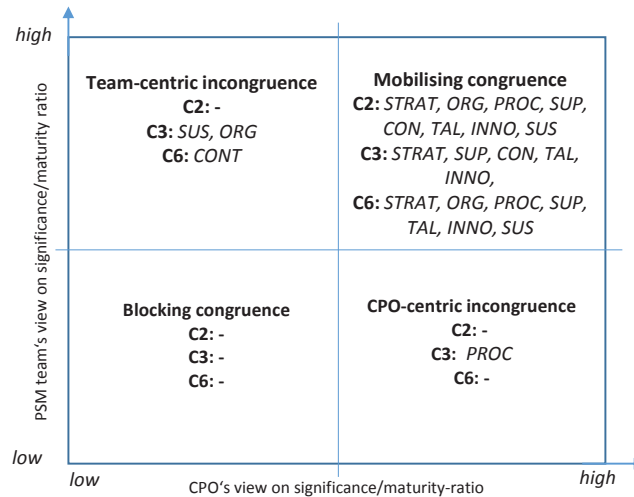 high
PSM team's view on significance/maturity ratio
Team-centric incongruence
C2: -
C3: SUS, ORG
C6: CONT
Mobilising congruence
C2: STRAT, ORG, PROC, SUP,
CON, TAL, INNO, SUS
C3: STRAT, SUP, CON, TAL,
INNO,
C6: STRAT, ORG, PROC, SUP,
TAL, INNO, SUS
Blocking congruence
C2: -
C3: -
C6: -
CPO-centric incongruence
C2: -
C3: PROC
C6: -
low
low
CPO's view on significance/maturity-ratio
high